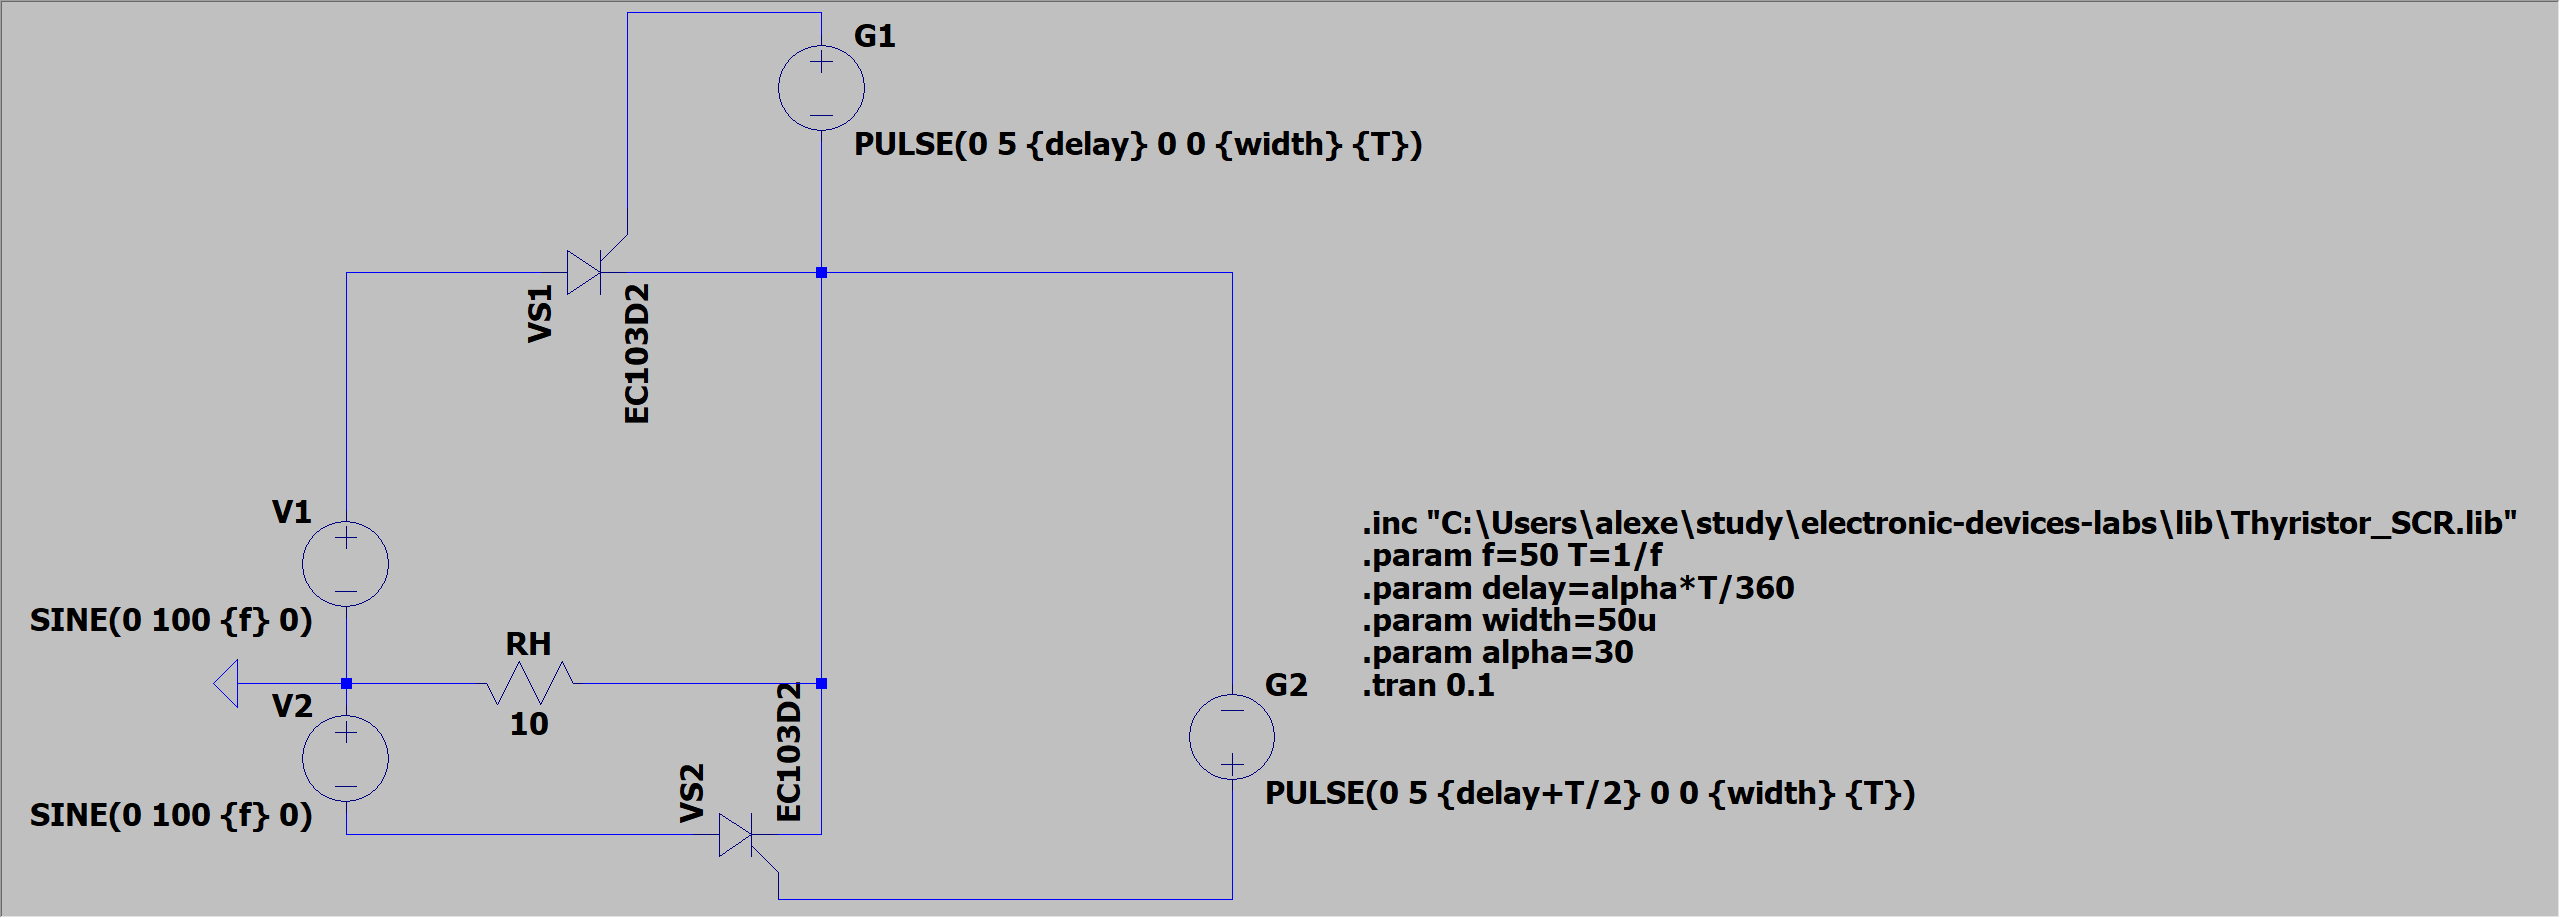 G1
PULSE(0 5 {delay} 0 0 {width} {T})
VS1
EC103D2
V1
SINE(0 100 {f} 0)
RH
10
V2
SINE(0 100 {f} 0)
VS2
EC103D2
G2
PULSE(0 5 {delay+T/2} 0 0 {width} {T})
.inc "C:\Users\alexe\study\electronic-devices-labs\lib\Thyristor_SCR.lib"
.param f=50 T=1/f
.param delay=alpha*T/360
.param width=50u
.param alpha=30
.tran 0.1